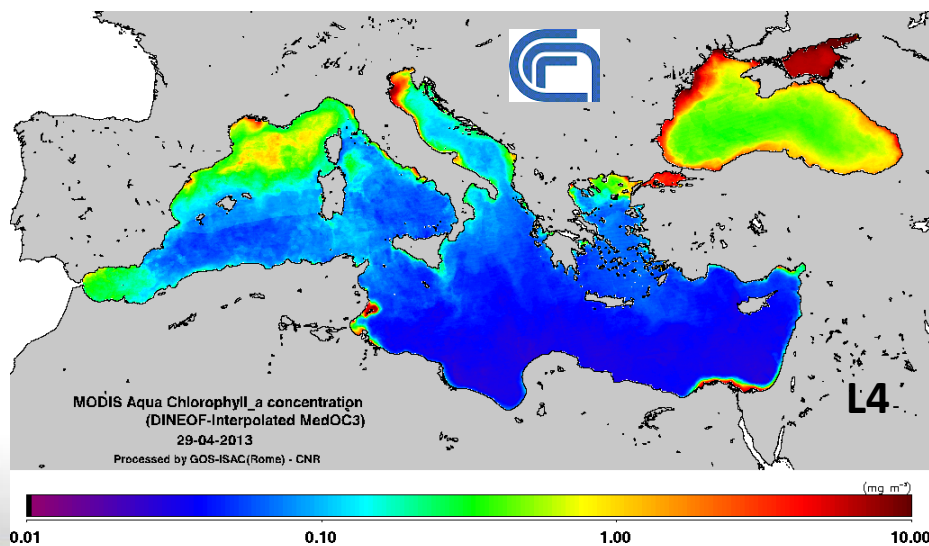 L4
MODIS Aqua Chlorophyll_a concentration
(DINEOF-Interpolated MedOC3)
29-04-2013
Processed by GOS-ISAC(Rome) - CNR
(mg m⁻³)
0.01 0.10 1.00 10.00